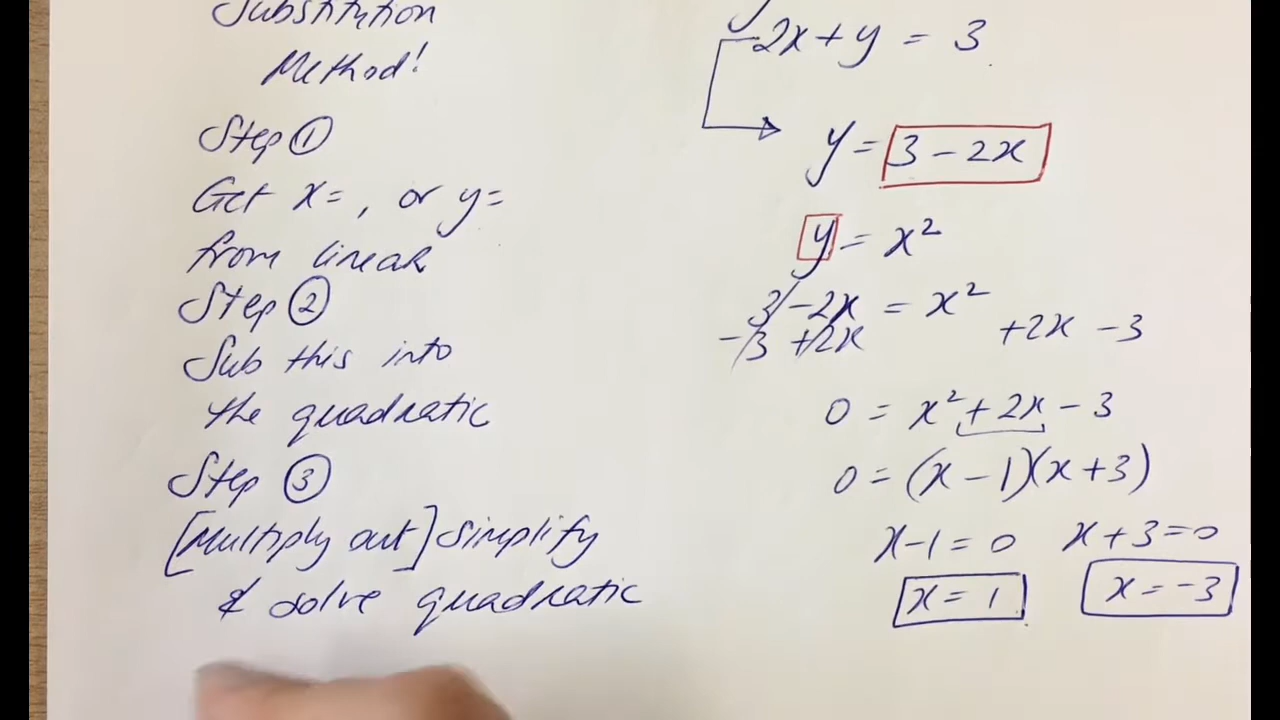 Substitution
Method!
Step ①
Get x= , or y=
from linear
Step ②
Sub this into
the quadratic
Step ③
[Multiply out] simplify
& solve quadratic
2x+y = 3
y = 3 - 2x
y = x²
3 - 2x = x²
-3 +2x +2x -3
0 = x² + 2x - 3
0 = (x - 1)(x + 3)
x-1 = 0 x + 3 = 0
x = 1 x = -3